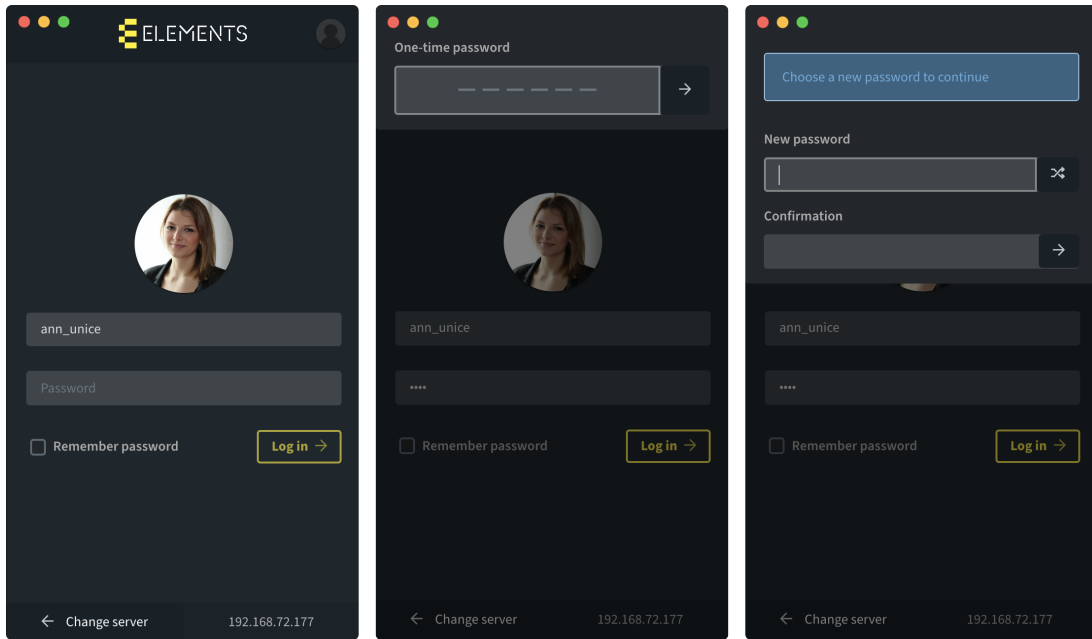 ELEMENTS
ann_unice
Password
Remember password
Log in →
← Change server
192.168.72.177
One-time password
→
ann_unice
••••
Remember password
Log in →
← Change server
192.168.72.177
Choose a new password to continue
New password
Confirmation
→
ann_unice
••••
Remember password
Log in →
← Change server
192.168.72.177